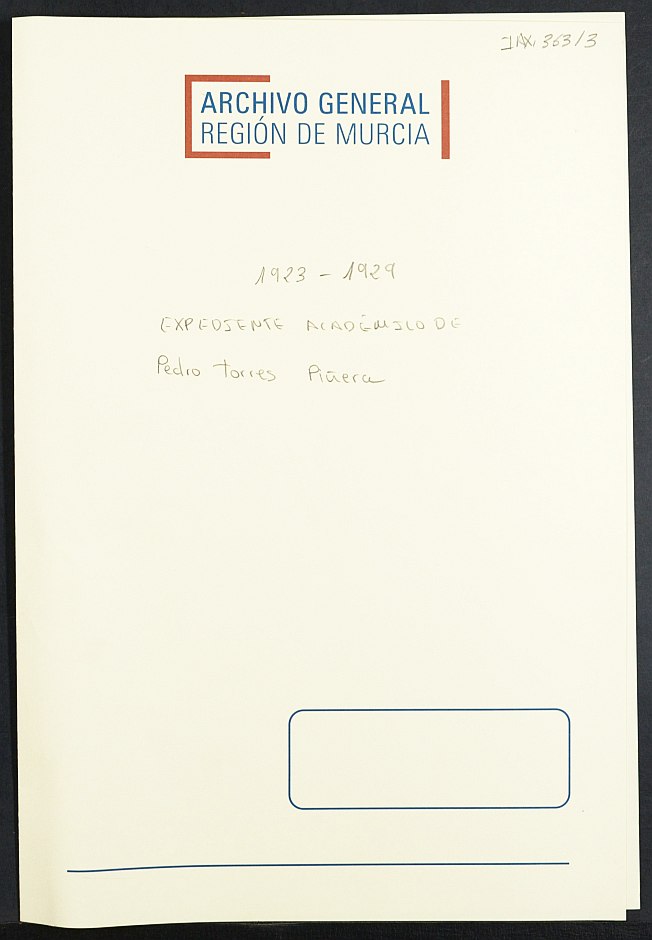 IAX, 363/3
ARCHIVO GENERAL
REGIÓN DE MURCIA
1923 - 1929
EXPEDIENTE ACADÉMICO DE
Pedro Torres Piñera